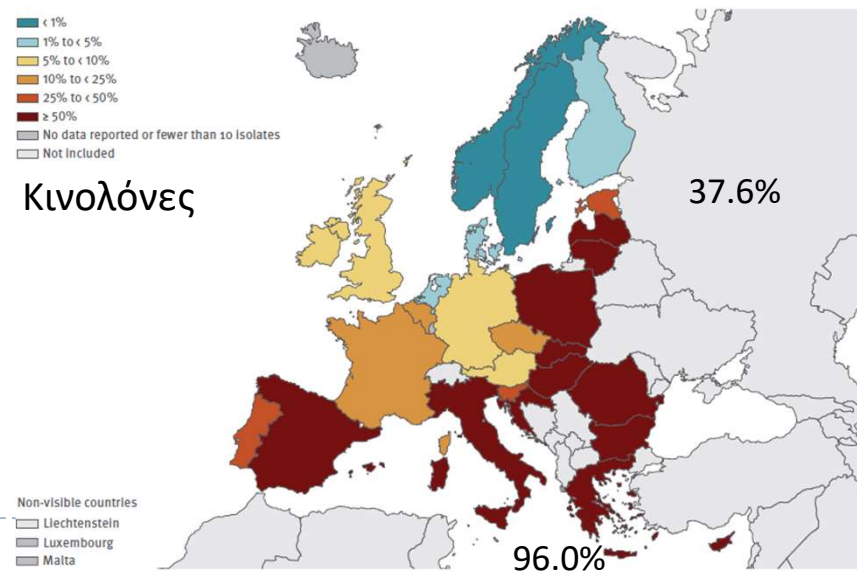 < 1%
1% to < 5%
5% to < 10%
10% to < 25%
25% to < 50%
≥ 50%
No data reported or fewer than 10 isolates
Not included
Κινολόνες
37.6%
Non-visible countries
Liechtenstein
Luxembourg
Malta
96.0%